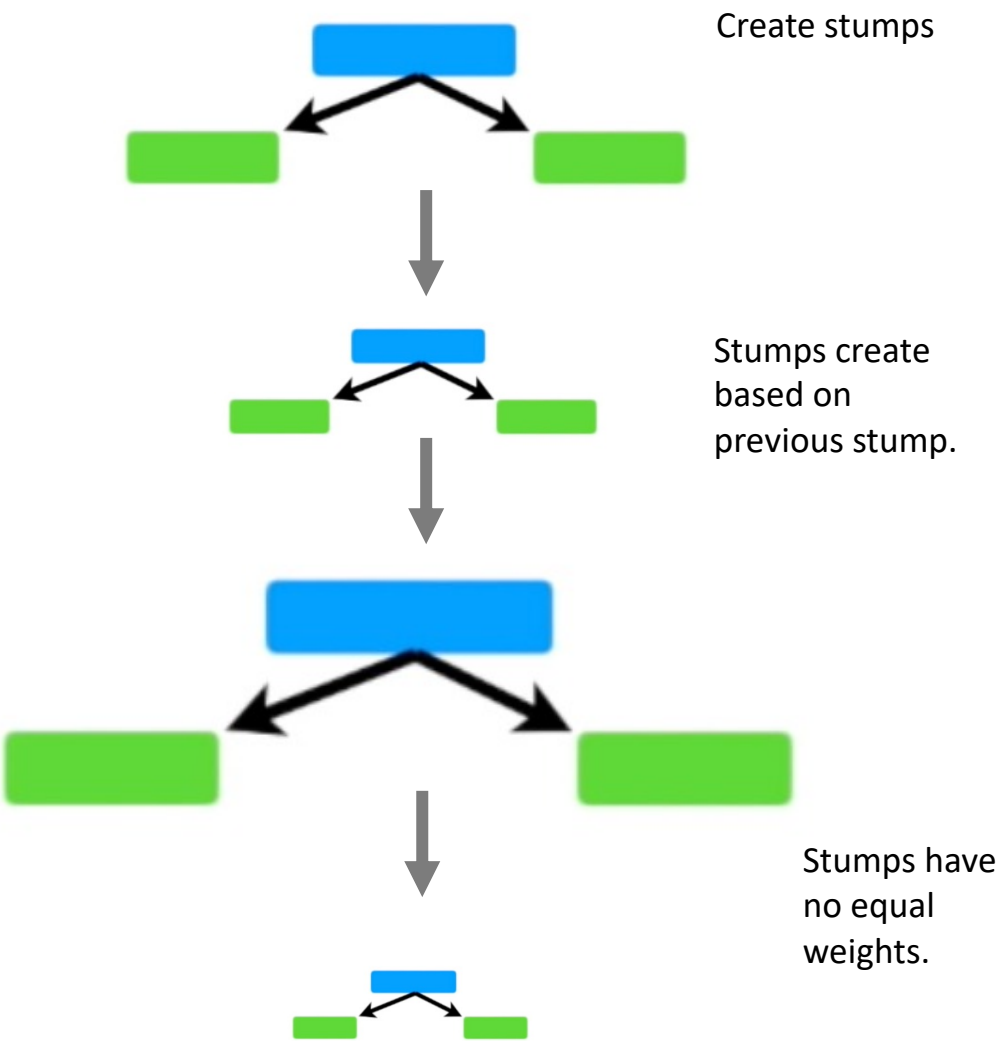 Create stumps
Stumps create
based on
previous stump.
Stumps have
no equal
weights.